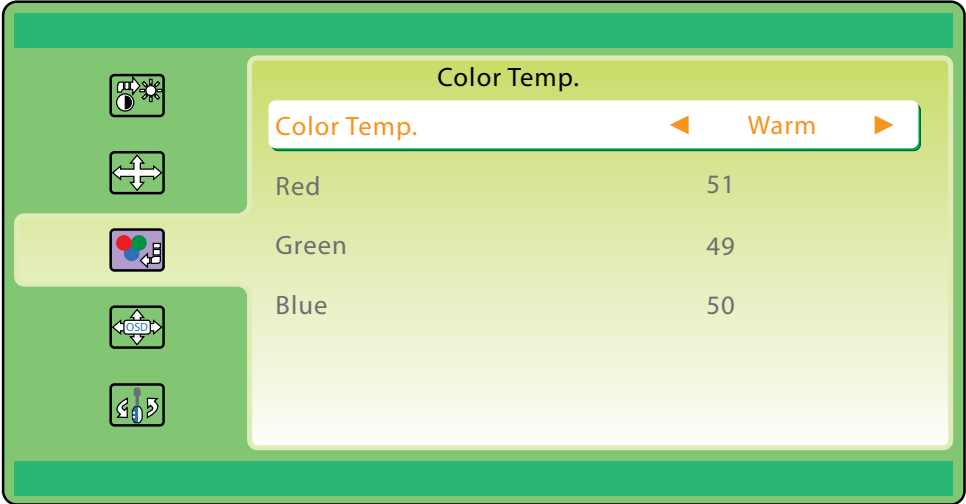 Color Temp.
Color Temp. ◀ Warm ▶
Red 51
Green 49
Blue 50
OSD